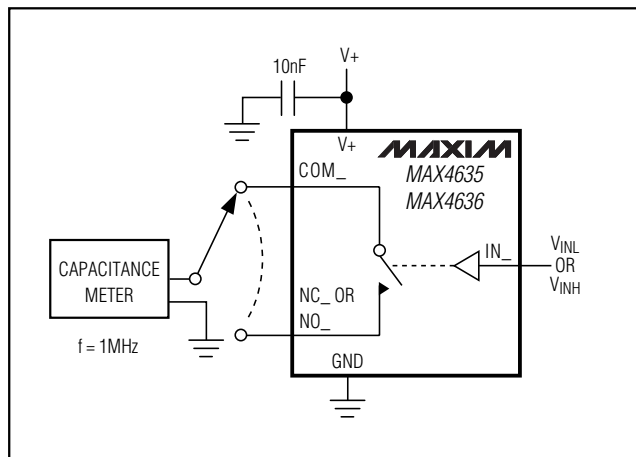 10nF
V+
V+
MAXIM
MAX4635
MAX4636
COM_
IN_
VINL
OR
VINH
CAPACITANCE
METER
NC_ OR
NO_
f = 1MHz
GND